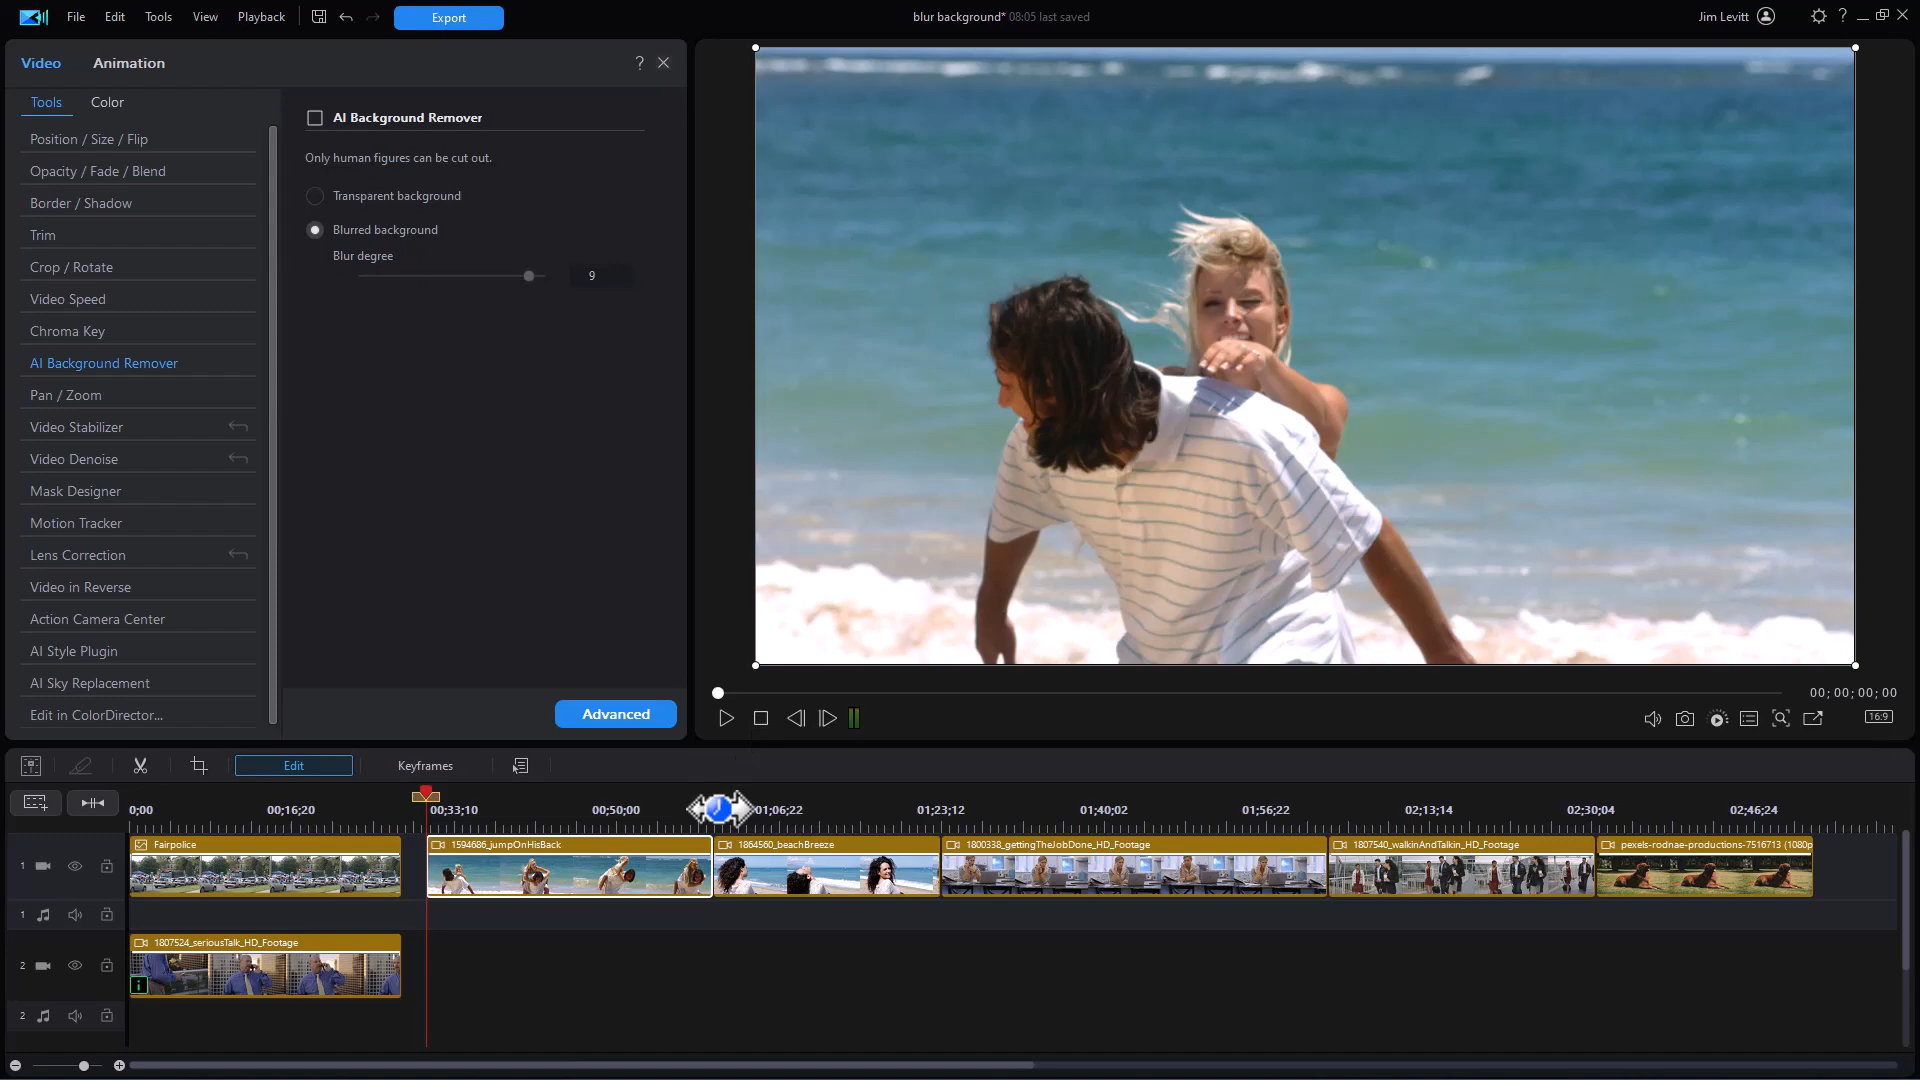 File Edit Tools View Playback Export blur background* 08:05 last saved Jim Levitt ?
Video Animation ?
Tools Color
Position / Size / Flip
Opacity / Fade / Blend
Border / Shadow
Trim
Crop / Rotate
Video Speed
Chroma Key
AI Background Remover
Pan / Zoom
Video Stabilizer
Video Denoise
Mask Designer
Motion Tracker
Lens Correction
Video in Reverse
Action Camera Center
AI Style Plugin
AI Sky Replacement
Edit in ColorDirector...
AI Background Remover
Only human figures can be cut out.
Transparent background
Blurred background
Blur degree
9
Advanced
00; 00; 00; 00
16:9
Edit Keyframes
0;00 00;16;20 00;33;10 00;50;00 01;06;22 01;23;12 01;40;02 01;56;22 02;13;14 02;30;04 02;46;24
1 Fairpolice 1594686_jumpOnHisBack 1864560_beachBreeze 1800338_gettingTheJobDone_HD_Footage 1807540_walkinAndTalkin_HD_Footage pexels-rodnae-productions-7516713 (1080p
1
2 1807524_seriousTalk_HD_Footage
i
2